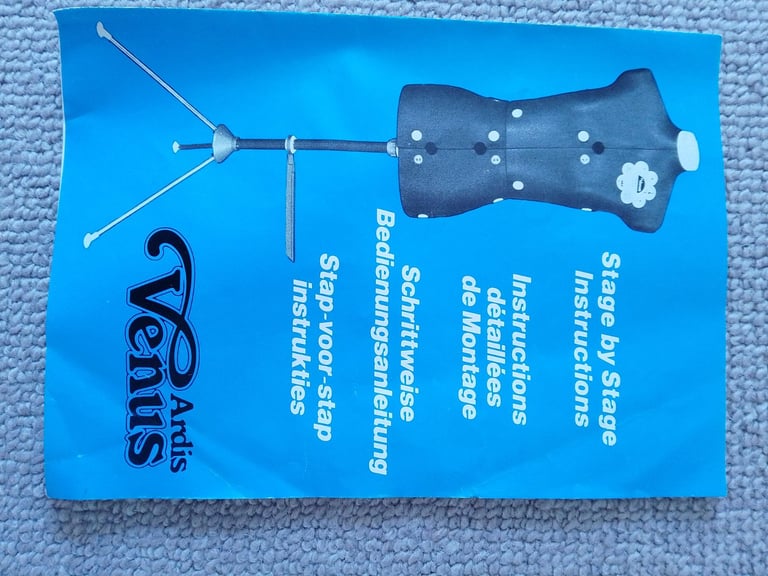 Stage by Stage
Instructions
Instructions
détaillées
de Montage
Schrittweise
Bedienungsanleitung
Stap-voor-stap
instrukties
Ardis
Venus